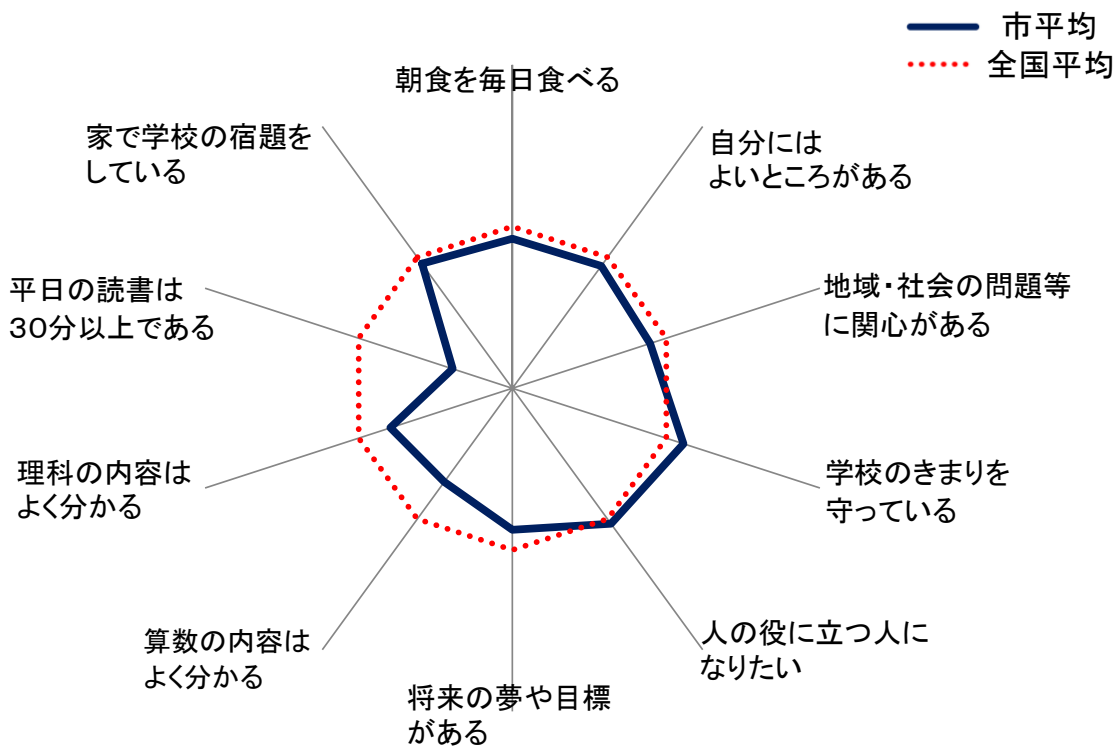 市平均
全国平均
朝食を毎日食べる
自分には
よいところがある
地域・社会の問題等
に関心がある
学校のきまりを
守っている
人の役に立つ人に
なりたい
将来の夢や目標
がある
算数の内容は
よく分かる
理科の内容は
よく分かる
平日の読書は
30分以上である
家で学校の宿題を
している